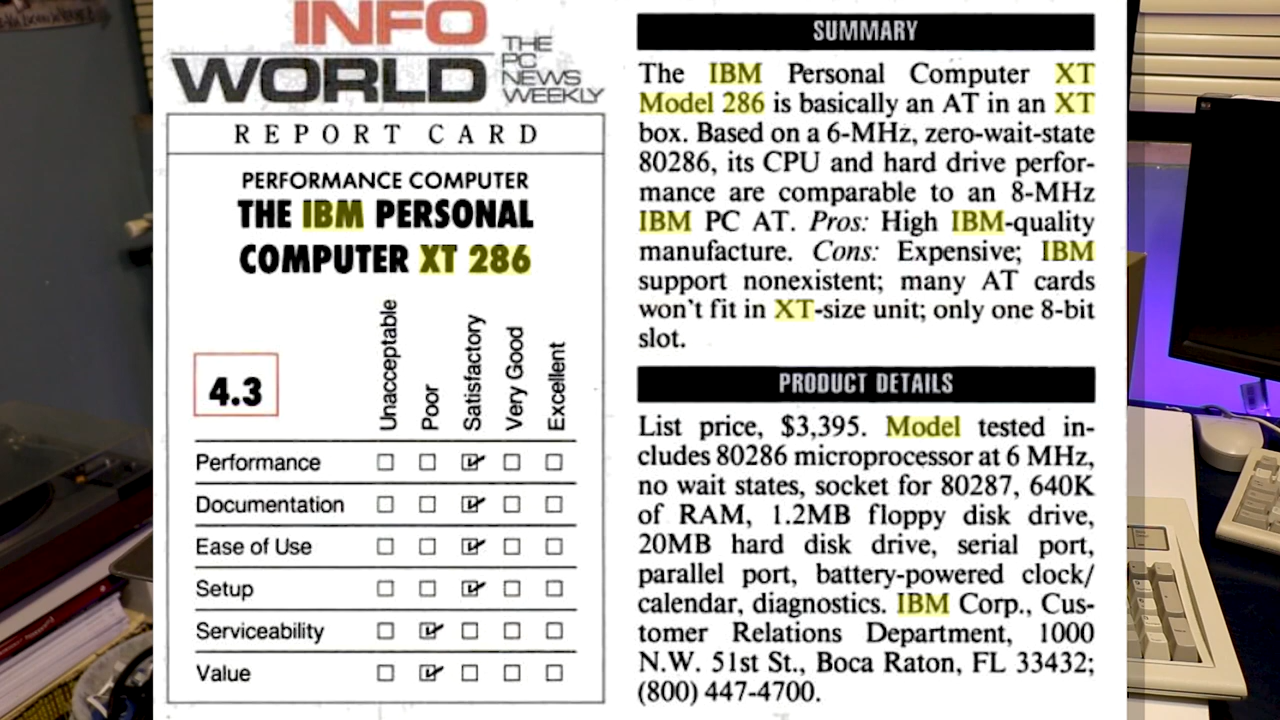 INFO
WORLD
THE
PC
NEWS
WEEKLY
REPORT CARD
PERFORMANCE COMPUTER
THE IBM PERSONAL
COMPUTER XT 286
4.3
Unacceptable
Poor
Satisfactory
Very Good
Excellent
Performance
Documentation
Ease of Use
Setup
Serviceability
Value
SUMMARY
The IBM Personal Computer XT
Model 286 is basically an AT in an XT
box. Based on a 6-MHz, zero-wait-state
80286, its CPU and hard drive perfor-
mance are comparable to an 8-MHz
IBM PC AT. Pros: High IBM-quality
manufacture. Cons: Expensive; IBM
support nonexistent; many AT cards
won't fit in XT-size unit; only one 8-bit
slot.
PRODUCT DETAILS
List price, $3,395. Model tested in-
cludes 80286 microprocessor at 6 MHz,
no wait states, socket for 80287, 640K
of RAM, 1.2MB floppy disk drive,
20MB hard disk drive, serial port,
parallel port, battery-powered clock/
calendar, diagnostics. IBM Corp., Cus-
tomer Relations Department, 1000
N.W. 51st St., Boca Raton, FL 33432;
(800) 447-4700.